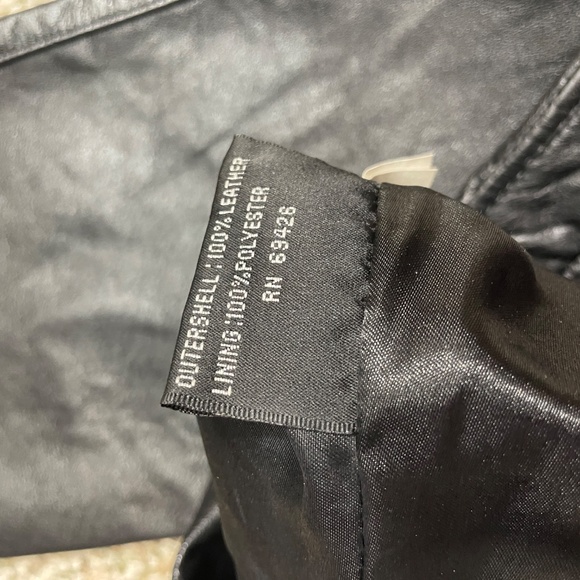 OUTERSHELL : 100% LEATHER
LINING : 100% POLYESTER
RN 69426